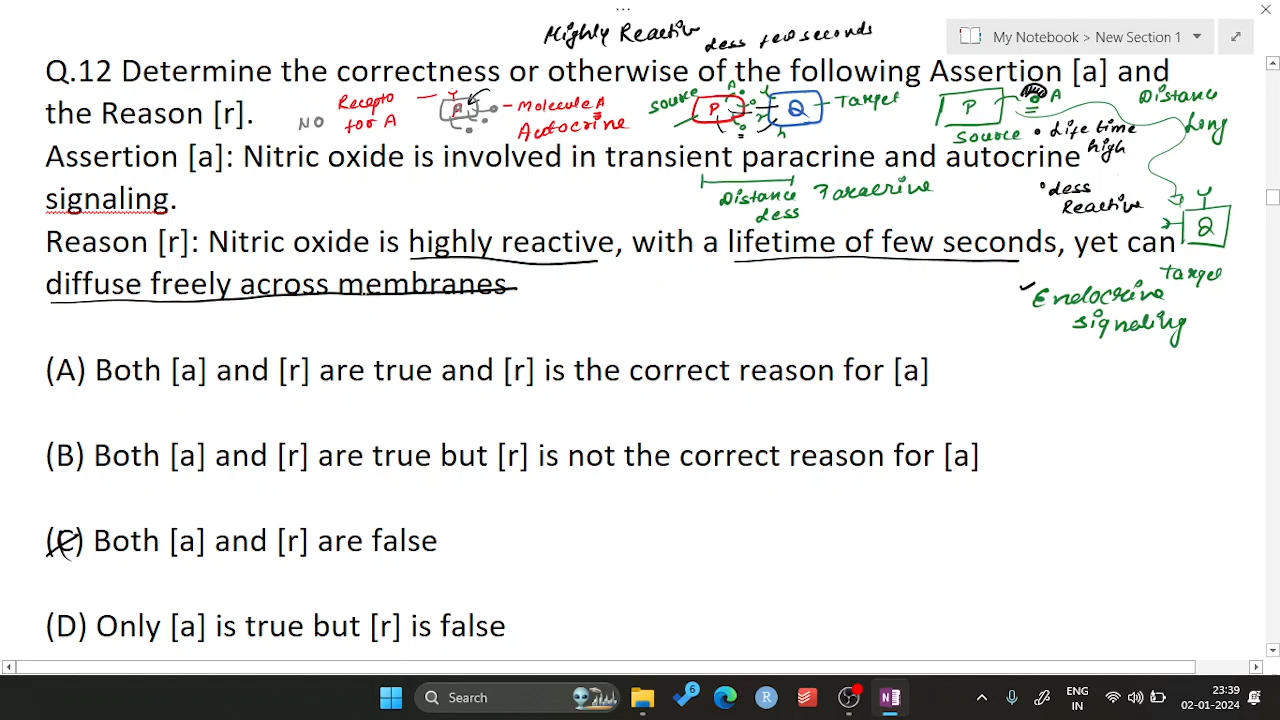 ...
Highly Reactive
less few seconds
My Notebook > New Section 1
Q.12 Determine the correctness or otherwise of the following Assertion [a] and
the Reason [r].
NO
Recepto
for A
Molecule A
Autocrine
source
P
A
Q
Target
P
A
source
Distance
Long
• Life time
high
Assertion [a]: Nitric oxide is involved in transient paracrine and autocrine
signaling.
Distance
less
Paracrine
• less
Reactive
Q
Target
Reason [r]: Nitric oxide is highly reactive, with a lifetime of few seconds, yet can
diffuse freely across membranes
Endocrine
signaling
(A) Both [a] and [r] are true and [r] is the correct reason for [a]
(B) Both [a] and [r] are true but [r] is not the correct reason for [a]
(C) Both [a] and [r] are false
(D) Only [a] is true but [r] is false
Search
6
R
N
ENG
IN
23:39
02-01-2024